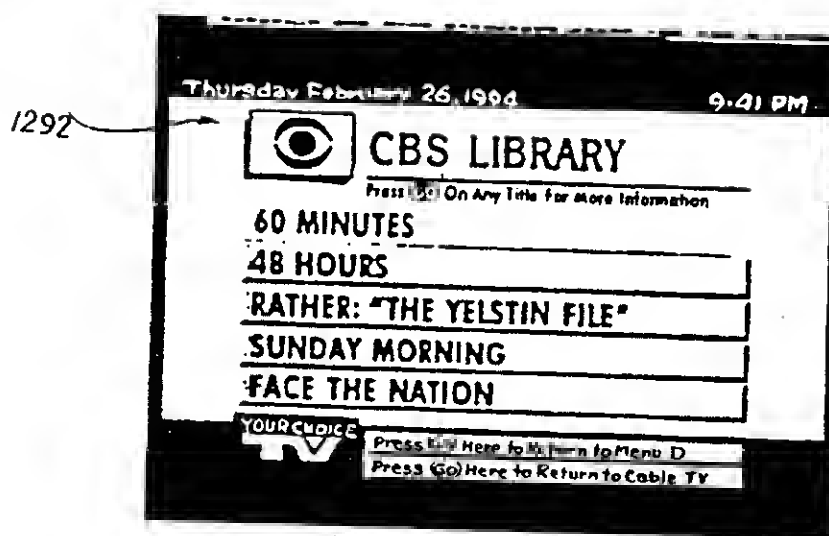 Thursday February 26, 1994
9:41 PM
1292
CBS LIBRARY
Press Go On Any Title for More Information
60 MINUTES
48 HOURS
RATHER: "THE YELSTIN FILE"
SUNDAY MORNING
FACE THE NATION
YOUR CHOICE
TV
Press Here to Return to Menu D
Press (Go) Here to Return to Cable TV